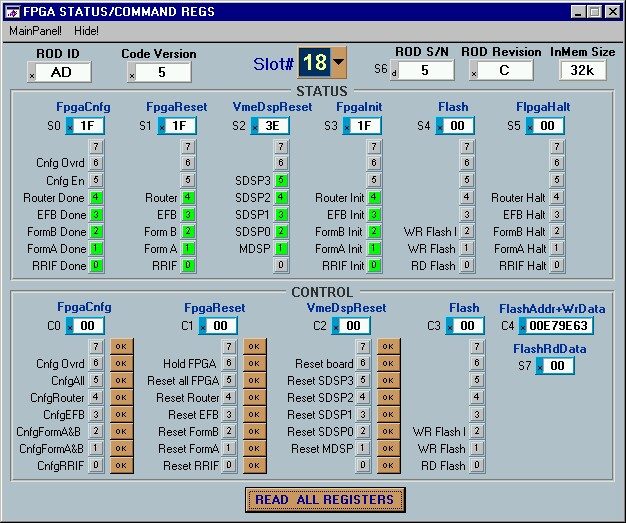 FPGA STATUS/COMMAND REGS
MainPanel! Hide!
ROD ID Code Version Slot# 18 ROD S/N ROD Revision InMem Size
x AD x 5 S6 d 5 x C 32k
STATUS
FpgaCnfg FpgaReset VmeDspReset FpgaInit Flash FlpgaHalt
S0 x 1F S1 x 1F S2 x 3E S3 x 1F S4 x 00 S5 x 00
7 7 7 7 7 7
Cnfg Ovrd 6 6 6 6 6 6
Cnfg En 5 5 SDSP3 5 5 5 5
Router Done 4 Router 4 SDSP2 4 Router Init 4 4 Router Halt 4
EFB Done 3 EFB 3 SDSP1 3 EFB Init 3 3 EFB Halt 3
FormB Done 2 Form B 2 SDSP0 2 FormB Init 2 WR Flash I 2 FormB Halt 2
FormA Done 1 Form A 1 MDSP 1 FormA Init 1 WR Flash 1 FormA Halt 1
RRIF Done 0 RRIF 0 0 RRIF Init 0 RD Flash 0 RRIF Halt 0
CONTROL
FpgaCnfg FpgaReset VmeDspReset Flash FlashAddr+WrData
C0 x 00 C1 x 00 C2 x 00 C3 x 00 C4 x 00E79E63
7 OK 7 OK 7 OK 7 FlashRdData
Cnfg Ovrd 6 OK Hold FPGA 6 OK Reset board 6 OK 6 S7 x 00
CnfgAll 5 OK Reset all FPGA 5 OK Reset SDSP3 5 OK 5
CnfgRouter 4 OK Reset Router 4 OK Reset SDSP2 4 OK 4
CnfgEFB 3 OK Reset EFB 3 OK Reset SDSP1 3 OK 3
CnfgFormA&B 2 OK Reset FormB 2 OK Reset SDSP0 2 OK WR Flash I 2
CnfgFormA&B 1 OK Reset FormA 1 OK Reset MDSP 1 OK WR Flash 1
CnfgRRIF 0 OK Reset RRIF 0 OK 0 OK RD Flash 0
READ ALL REGISTERS